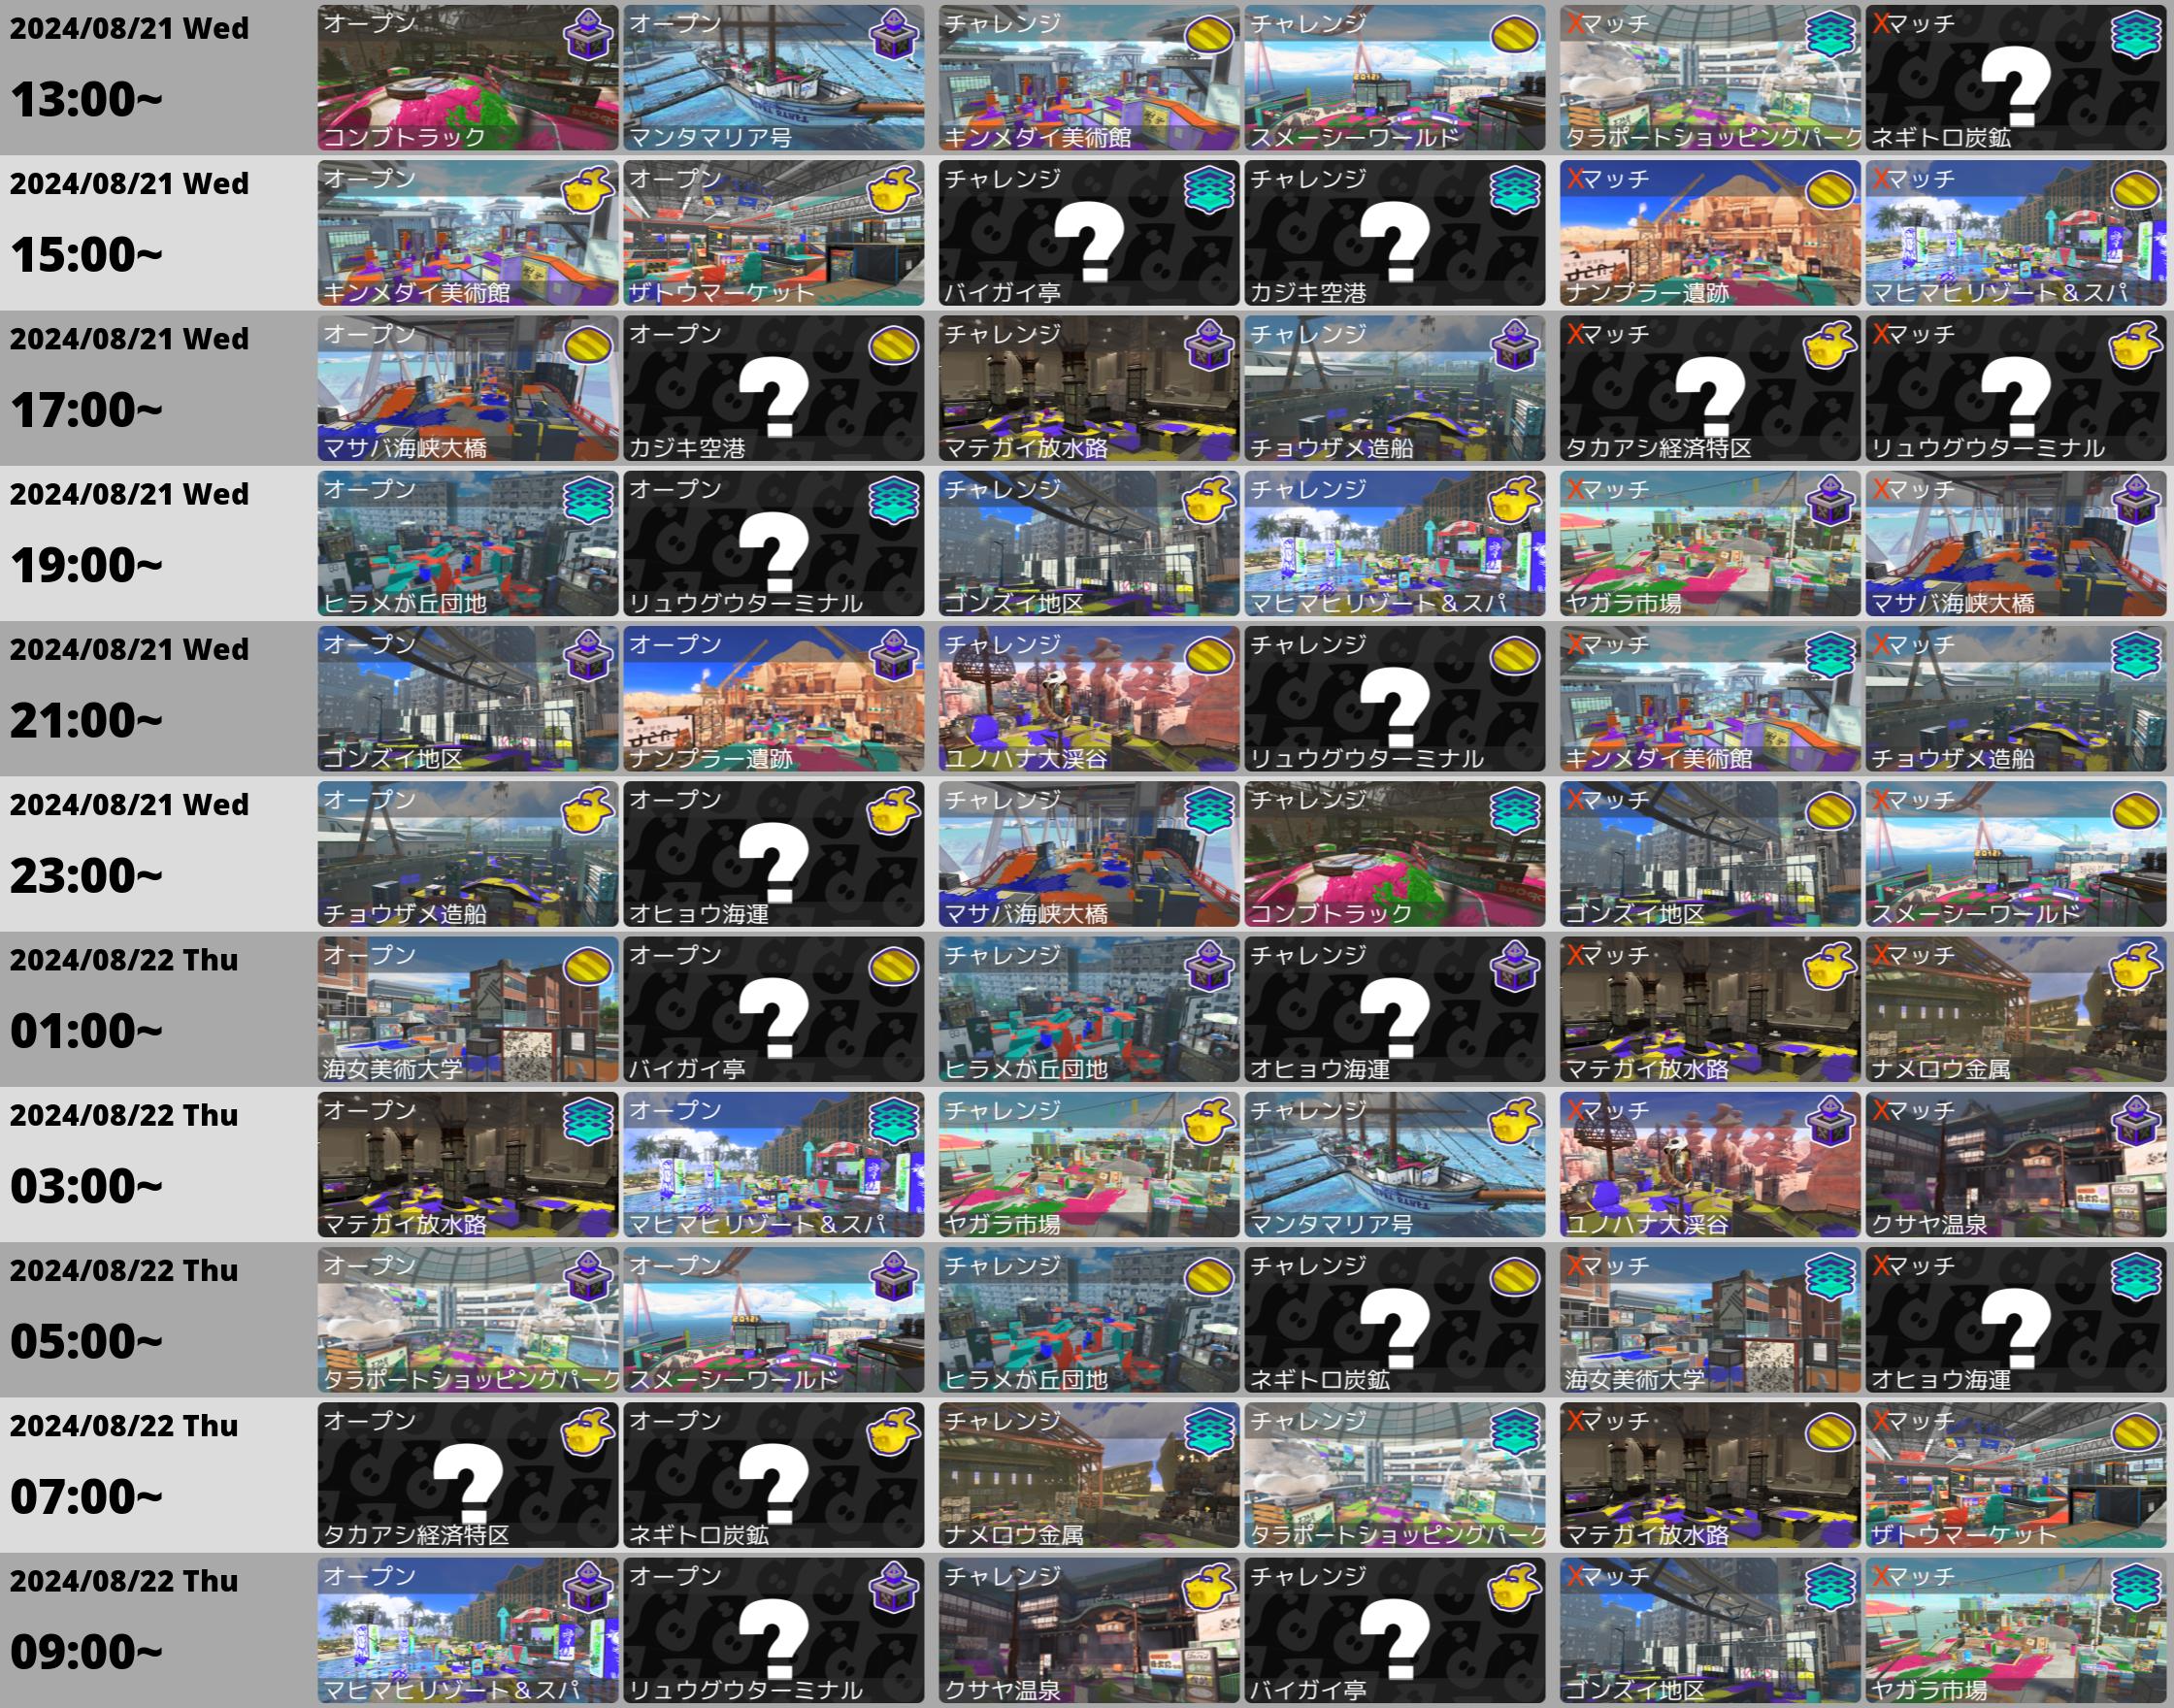 2024/08/21 Wed
13:00~
オープン
コンブトラック
オープン
マンタマリア号
チャレンジ
キンメダイ美術館
チャレンジ
スメーシーワールド
Xマッチ
タラポートショッピングパーク
Xマッチ
ネギトロ炭鉱
2024/08/21 Wed
15:00~
オープン
キンメダイ美術館
オープン
ザトウマーケット
チャレンジ
?
バイガイ亭
チャレンジ
?
カジキ空港
Xマッチ
ナンプラー遺跡
Xマッチ
マヒマヒリゾート&スパ
2024/08/21 Wed
17:00~
オープン
マサバ海峡大橋
オープン
?
カジキ空港
チャレンジ
マテガイ放水路
チャレンジ
チョウザメ造船
Xマッチ
?
タカアシ経済特区
Xマッチ
?
リュウグウターミナル
2024/08/21 Wed
19:00~
オープン
ヒラメが丘団地
オープン
?
リュウグウターミナル
チャレンジ
ゴンズイ地区
チャレンジ
マヒマヒリゾート&スパ
Xマッチ
ヤガラ市場
Xマッチ
マサバ海峡大橋
2024/08/21 Wed
21:00~
オープン
ゴンズイ地区
オープン
ナンプラー遺跡
チャレンジ
ユノハナ大渓谷
チャレンジ
?
リュウグウターミナル
Xマッチ
キンメダイ美術館
Xマッチ
チョウザメ造船
2024/08/21 Wed
23:00~
オープン
チョウザメ造船
オープン
?
オヒョウ海運
チャレンジ
マサバ海峡大橋
チャレンジ
コンブトラック
Xマッチ
ゴンズイ地区
Xマッチ
スメーシーワールド
2024/08/22 Thu
01:00~
オープン
海女美術大学
オープン
?
バイガイ亭
チャレンジ
ヒラメが丘団地
チャレンジ
?
オヒョウ海運
Xマッチ
マテガイ放水路
Xマッチ
ナメロウ金属
2024/08/22 Thu
03:00~
オープン
マテガイ放水路
オープン
マヒマヒリゾート&スパ
チャレンジ
ヤガラ市場
チャレンジ
マンタマリア号
Xマッチ
ユノハナ大渓谷
Xマッチ
クサヤ温泉
2024/08/22 Thu
05:00~
オープン
タラポートショッピングパーク
オープン
スメーシーワールド
チャレンジ
ヒラメが丘団地
チャレンジ
?
ネギトロ炭鉱
Xマッチ
海女美術大学
Xマッチ
?
オヒョウ海運
2024/08/22 Thu
07:00~
オープン
?
タカアシ経済特区
オープン
?
ネギトロ炭鉱
チャレンジ
ナメロウ金属
チャレンジ
タラポートショッピングパーク
Xマッチ
マテガイ放水路
Xマッチ
ザトウマーケット
2024/08/22 Thu
09:00~
オープン
マヒマヒリゾート&スパ
オープン
?
リュウグウターミナル
チャレンジ
クサヤ温泉
チャレンジ
?
バイガイ亭
Xマッチ
ゴンズイ地区
Xマッチ
ヤガラ市場